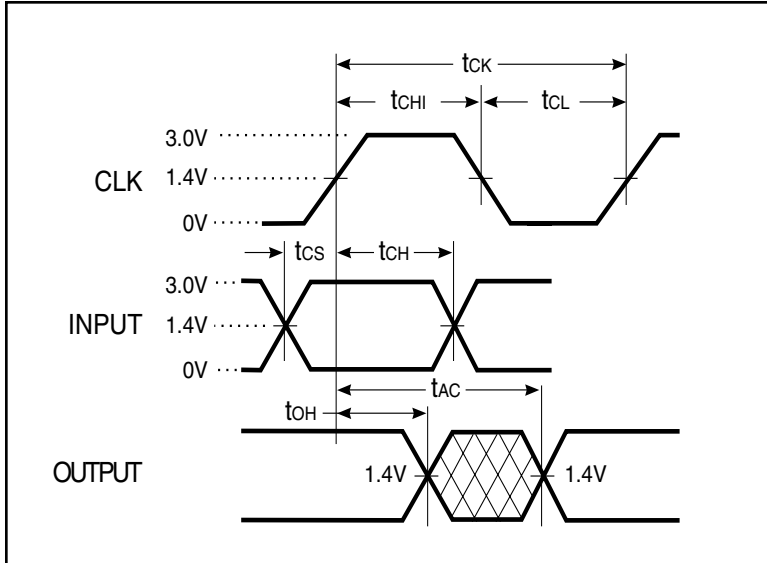 tCK
tCHI tCL
3.0V
CLK 1.4V
0V
tCS tCH
3.0V
INPUT 1.4V
0V
tAC
tOH
OUTPUT 1.4V 1.4V